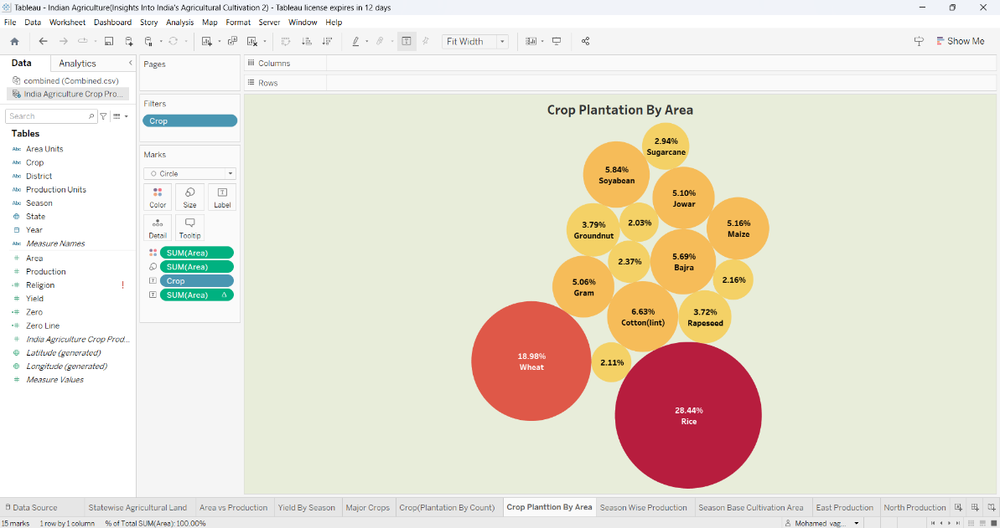 Tableau - Indian Agriculture(Insights Into India's Agricultural Cultivation 2) - Tableau license expires in 12 days
File Data Worksheet Dashboard Story Analysis Map Format Server Window Help
Fit Width
Show Me
Data Analytics
combined (Combined.csv)
India Agriculture Crop Pro...
Search
Tables
Abc Area Units
Abc Crop
Abc District
Abc Production Units
Abc Season
State
Year
Abc Measure Names
# Area
# Production
# Religion !
# Yield
# Zero
# Zero Line
# India Agriculture Crop Prod...
Latitude (generated)
Longitude (generated)
# Measure Values
Pages
Filters
Crop
Marks
Circle
Color Size Label
Detail Tooltip
SUM(Area)
SUM(Area)
Crop
SUM(Area) Δ
Columns
Rows
Crop Plantation By Area
2.94%
Sugarcane
5.84%
Soyabean
5.10%
Jowar
3.79%
Groundnut
2.03%
5.16%
Maize
2.37%
5.69%
Bajra
5.06%
Gram
2.16%
6.63%
Cotton(lint)
3.72%
Rapeseed
18.98%
Wheat
2.11%
28.44%
Rice
Data Source Statewise Agricultural Land Area vs Production Yield By Season Major Crops Crop(Plantation By Count) Crop Planttion By Area Season Wise Production Season Base Cultivation Area East Production North Production
15 marks 1 row by 1 column % of Total SUM(Area): 100.00% Mohamed vag...